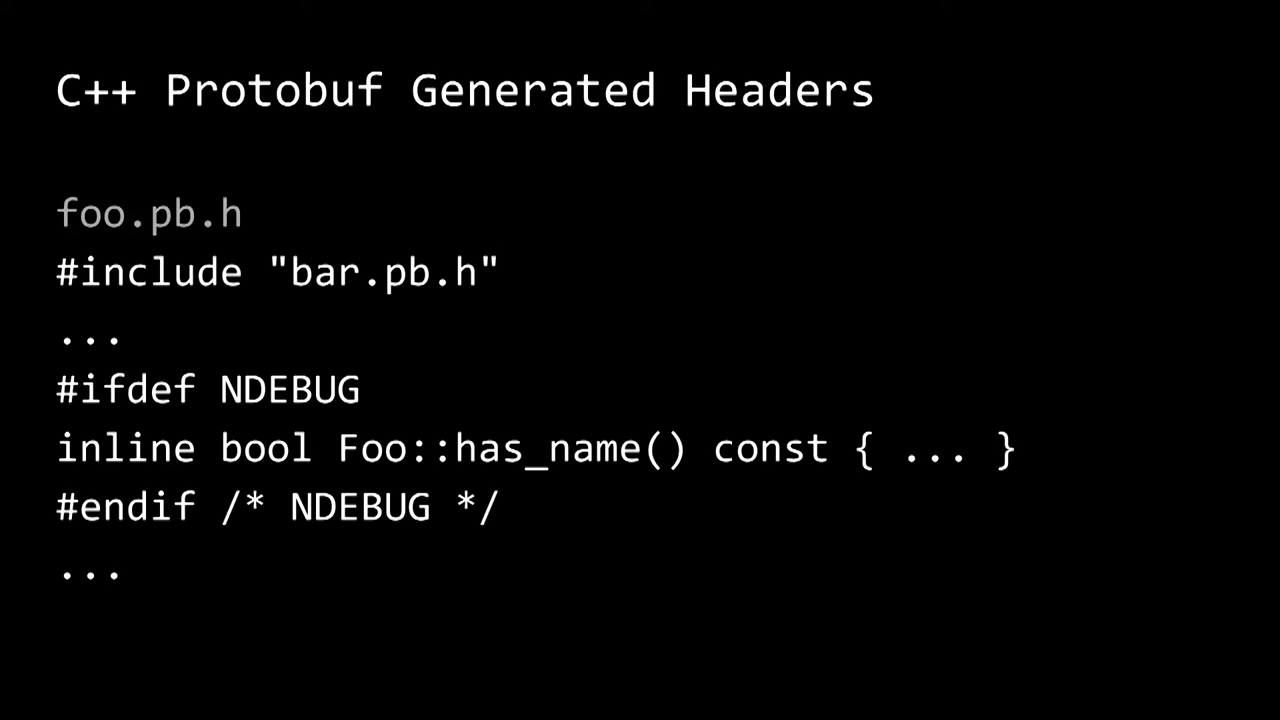 C++ Protobuf Generated Headers
foo.pb.h
#include "bar.pb.h"
...
#ifdef NDEBUG
inline bool Foo::has_name() const { ... }
#endif /* NDEBUG */
...